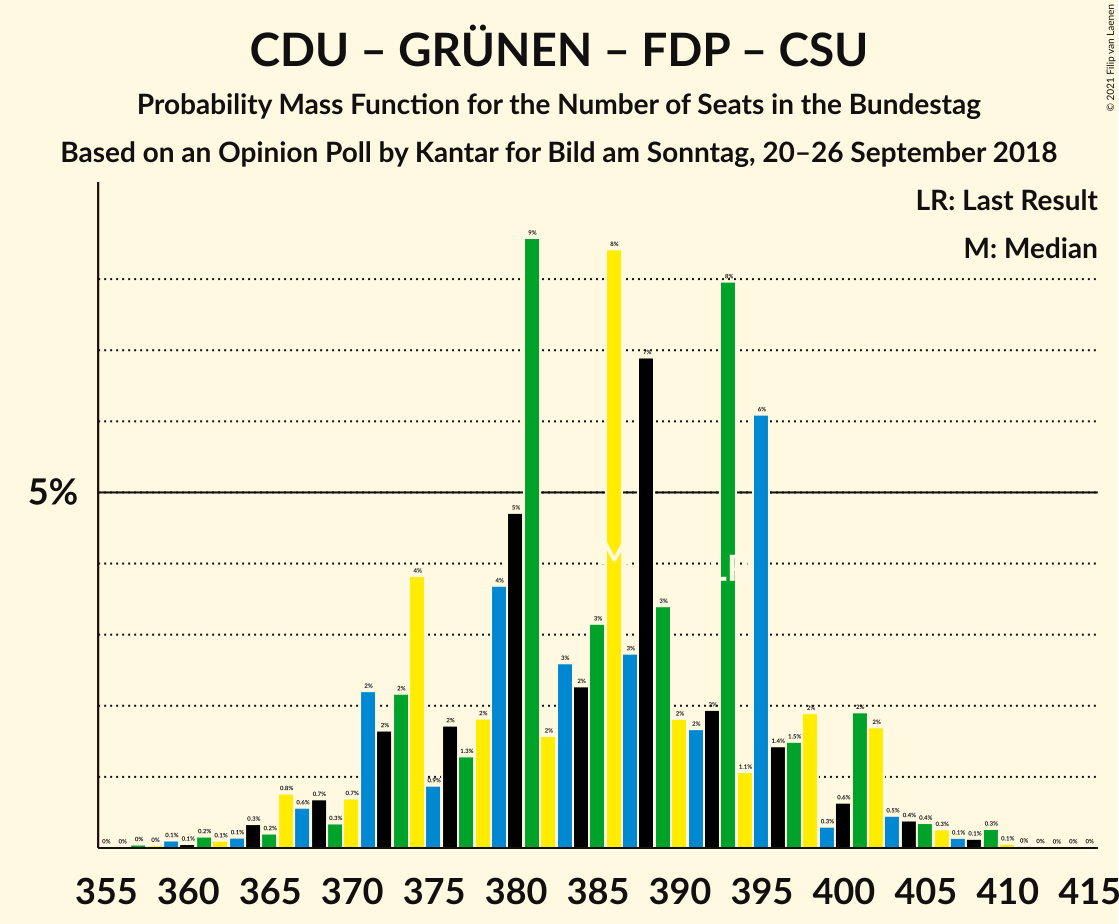 CDU – GRÜNEN – FDP – CSU
Probability Mass Function for the Number of Seats in the Bundestag
Based on an Opinion Poll by Kantar for Bild am Sonntag, 20–26 September 2018
© 2021 Filip van Laenen
LR: Last Result
M: Median
5%
0% 0% 0% 0% 0.1% 0.1% 0.2% 0.1% 0.1% 0.3% 0.2% 0.8% 0.6% 0.7% 0.3% 0.7% 2% 2% 2% 4% 0.9% 2% 1.3% 2% 4% 5% 9% 2% 3% 2% 3% 8% 3% 7% 3% 2% 2% 2% 8% 1.1% 6% 1.4% 1.5% 2% 0.3% 0.6% 2% 2% 0.5% 0.4% 0.4% 0.3% 0.1% 0.1% 0.3% 0.1% 0% 0% 0% 0% 0%
M
LR
355 360 365 370 375 380 385 390 395 400 405 410 415